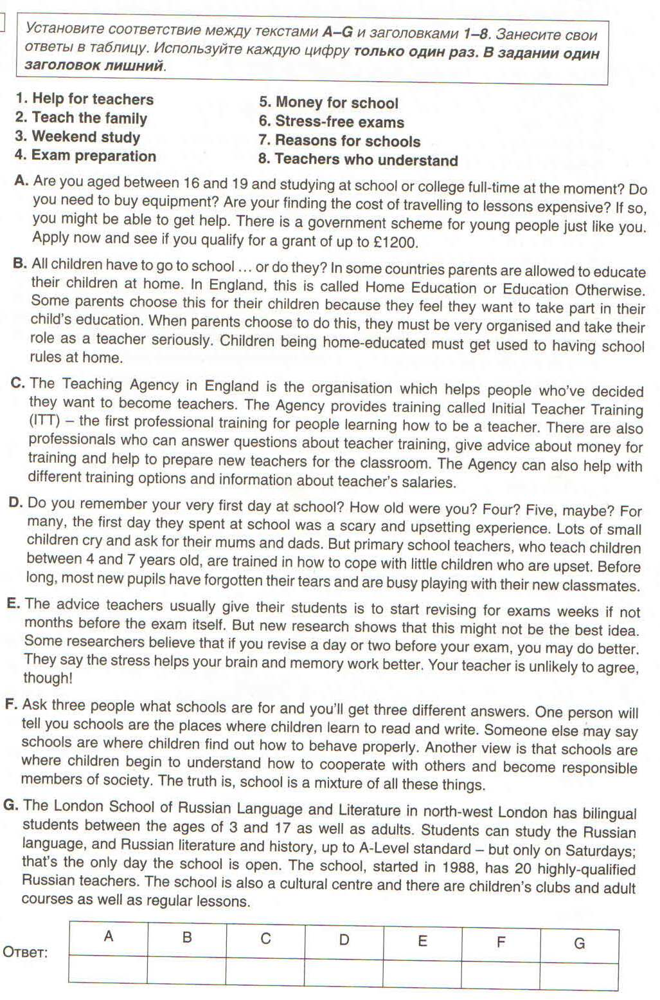 Установите соответствие между текстами A–G и заголовками 1–8. Занесите свои
ответы в таблицу. Используйте каждую цифру только один раз. В задании один
заголовок лишний.
1. Help for teachers
2. Teach the family
3. Weekend study
4. Exam preparation
5. Money for school
6. Stress-free exams
7. Reasons for schools
8. Teachers who understand
A. Are you aged between 16 and 19 and studying at school or college full-time at the moment? Do
you need to buy equipment? Are your finding the cost of travelling to lessons expensive? If so,
you might be able to get help. There is a government scheme for young people just like you.
Apply now and see if you qualify for a grant of up to £1200.
B. All children have to go to school ... or do they? In some countries parents are allowed to educate
their children at home. In England, this is called Home Education or Education Otherwise.
Some parents choose this for their children because they feel they want to take part in their
child's education. When parents choose to do this, they must be very organised and take their
role as a teacher seriously. Children being home-educated must get used to having school
rules at home.
C. The Teaching Agency in England is the organisation which helps people who've decided
they want to become teachers. The Agency provides training called Initial Teacher Training
(ITT) – the first professional training for people learning how to be a teacher. There are also
professionals who can answer questions about teacher training, give advice about money for
training and help to prepare new teachers for the classroom. The Agency can also help with
different training options and information about teacher's salaries.
D. Do you remember your very first day at school? How old were you? Four? Five, maybe? For
many, the first day they spent at school was a scary and upsetting experience. Lots of small
children cry and ask for their mums and dads. But primary school teachers, who teach children
between 4 and 7 years old, are trained in how to cope with little children who are upset. Before
long, most new pupils have forgotten their tears and are busy playing with their new classmates.
E. The advice teachers usually give their students is to start revising for exams weeks if not
months before the exam itself. But new research shows that this might not be the best idea.
Some researchers believe that if you revise a day or two before your exam, you may do better.
They say the stress helps your brain and memory work better. Your teacher is unlikely to agree,
though!
F. Ask three people what schools are for and you'll get three different answers. One person will
tell you schools are the places where children learn to read and write. Someone else may say
schools are where children find out how to behave properly. Another view is that schools are
where children begin to understand how to cooperate with others and become responsible
members of society. The truth is, school is a mixture of all these things.
G. The London School of Russian Language and Literature in north-west London has bilingual
students between the ages of 3 and 17 as well as adults. Students can study the Russian
language, and Russian literature and history, up to A-Level standard – but only on Saturdays;
that's the only day the school is open. The school, started in 1988, has 20 highly-qualified
Russian teachers. The school is also a cultural centre and there are children's clubs and adult
courses as well as regular lessons.
A B C D E F G
Ответ: